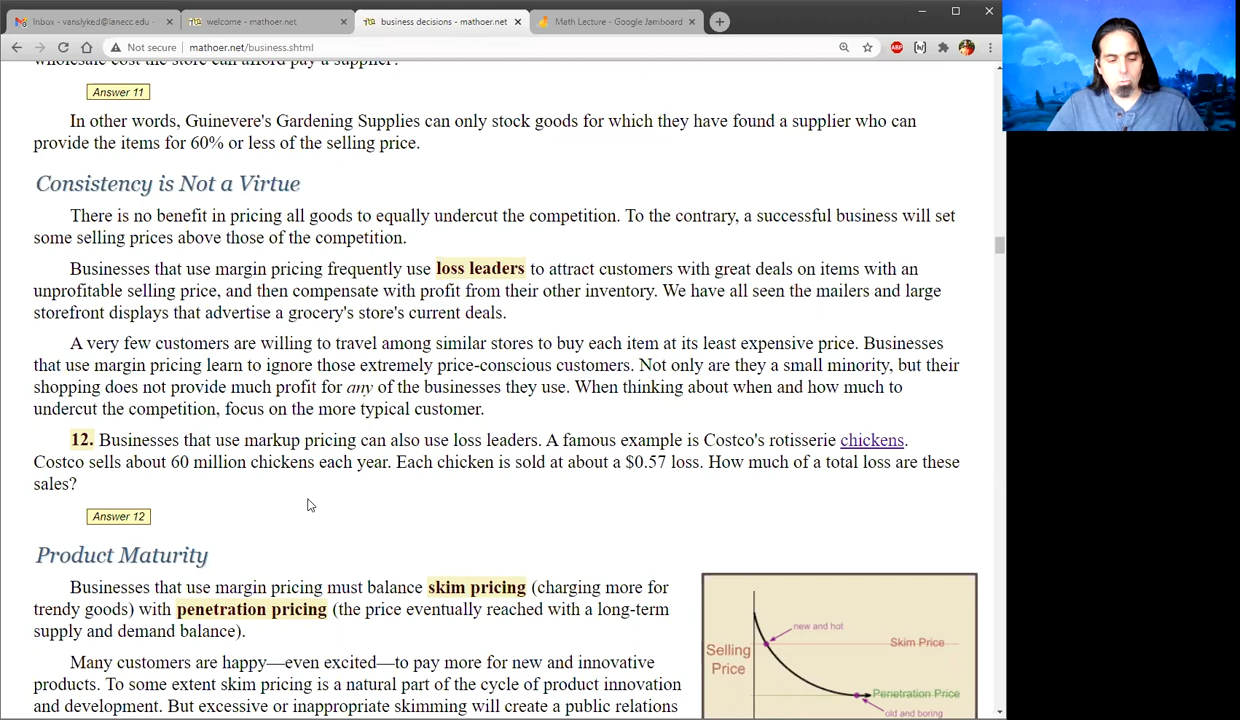 Inbox - vanslyked@lanecc.edu -
welcome - mathoer.net
business decisions - mathoer.net
Math Lecture - Google Jamboard
Not secure | mathoer.net/business.shtml
ABP
wholesale cost the store can afford pay a supplier?
Answer 11
In other words, Guinevere's Gardening Supplies can only stock goods for which they have found a supplier who can
provide the items for 60% or less of the selling price.
Consistency is Not a Virtue
There is no benefit in pricing all goods to equally undercut the competition. To the contrary, a successful business will set
some selling prices above those of the competition.
Businesses that use margin pricing frequently use loss leaders to attract customers with great deals on items with an
unprofitable selling price, and then compensate with profit from their other inventory. We have all seen the mailers and large
storefront displays that advertise a grocery's store's current deals.
A very few customers are willing to travel among similar stores to buy each item at its least expensive price. Businesses
that use margin pricing learn to ignore those extremely price-conscious customers. Not only are they a small minority, but their
shopping does not provide much profit for any of the businesses they use. When thinking about when and how much to
undercut the competition, focus on the more typical customer.
12. Businesses that use markup pricing can also use loss leaders. A famous example is Costco's rotisserie chickens.
Costco sells about 60 million chickens each year. Each chicken is sold at about a $0.57 loss. How much of a total loss are these
sales?
Answer 12
Product Maturity
Businesses that use margin pricing must balance skim pricing (charging more for
trendy goods) with penetration pricing (the price eventually reached with a long-term
supply and demand balance).
Many customers are happy—even excited—to pay more for new and innovative
products. To some extent skim pricing is a natural part of the cycle of product innovation
and development. But excessive or inappropriate skimming will create a public relations
new and hot
Skim Price
Selling
Price
Penetration Price
old and boring